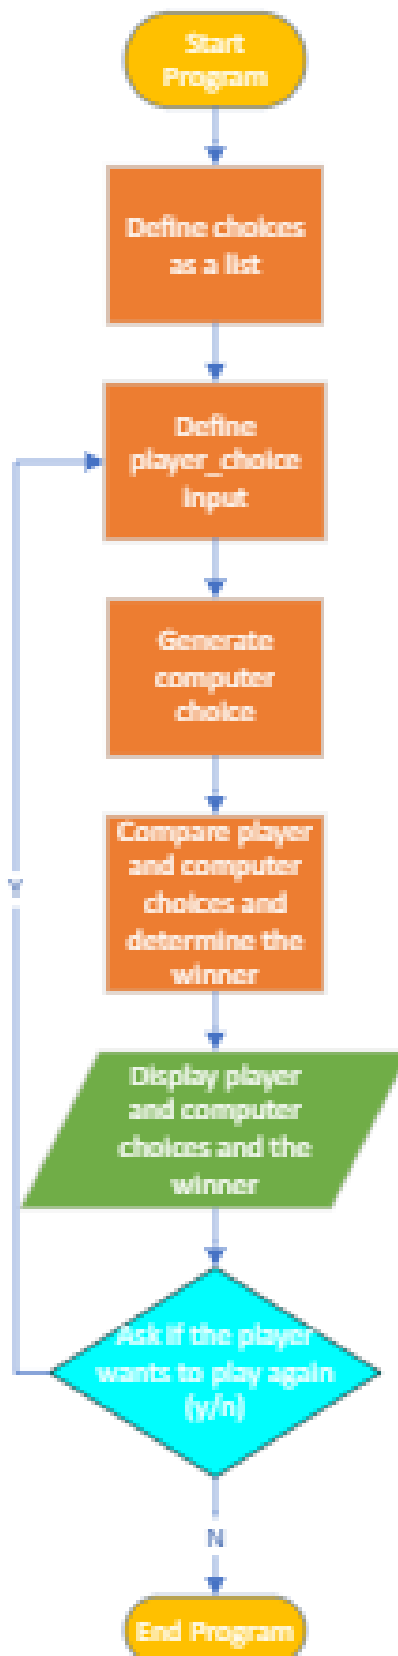 Start
Program
Define choices
as a list
Define
player_choice
input
Generate
computer
choice
Compare player
and computer
choices and
determine the
winner
Display player
and computer
choices and the
winner
Ask if the player
wants to play again
(y/n)
Y
N
End Program